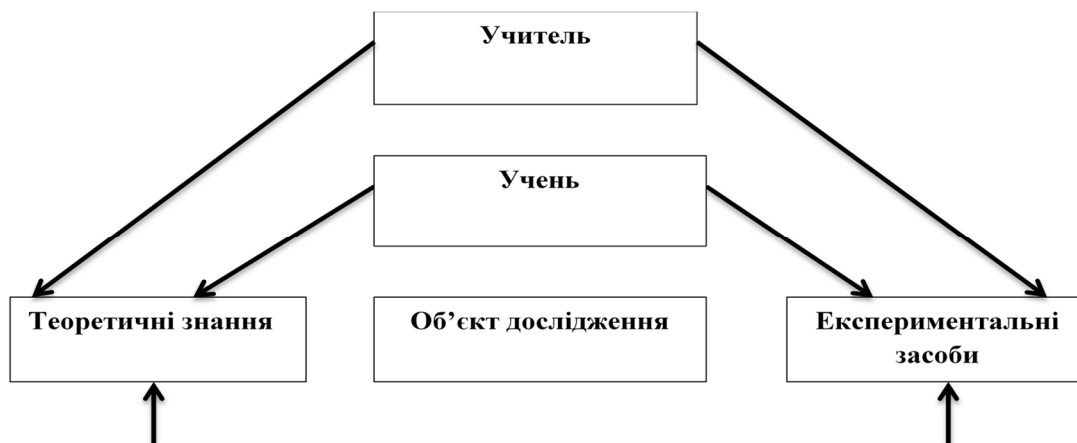 Учитель
Учень
Теоретичні знання
Об’єкт дослідження
Експериментальні
засоби